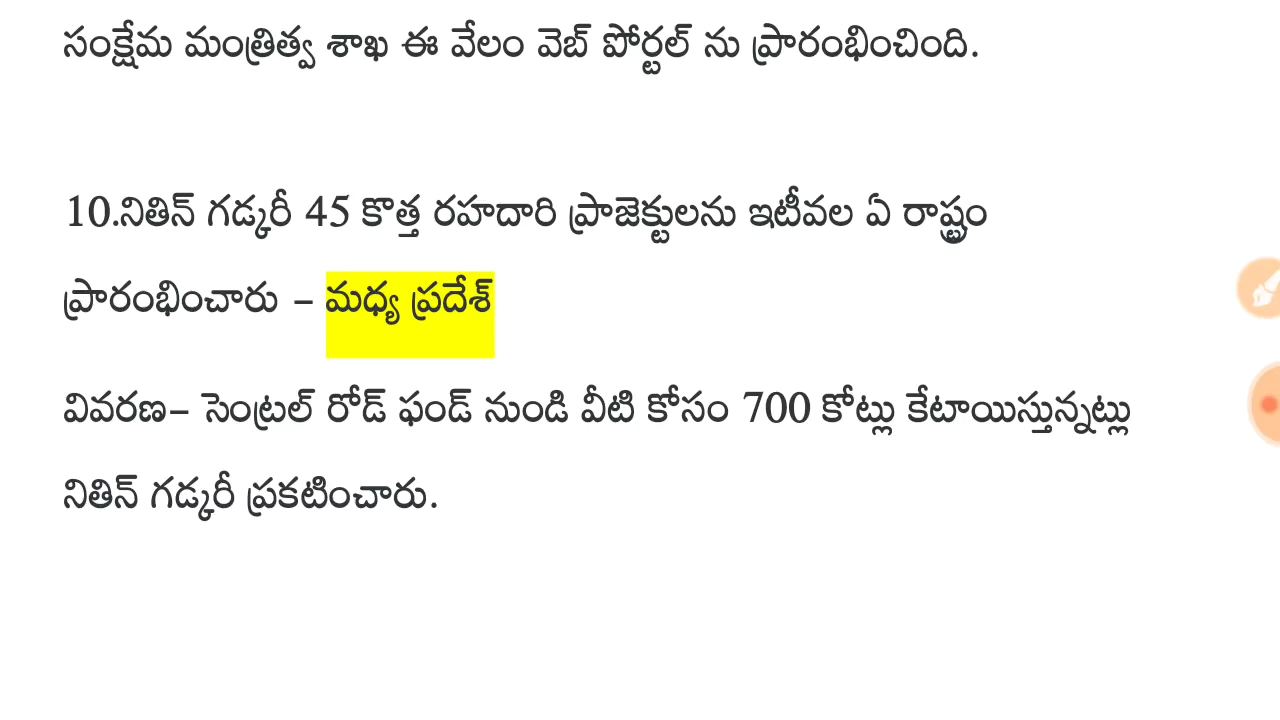 సంక్షేమ మంత్రిత్వ శాఖ ఈ వేలం వెబ్ పోర్టల్ ను ప్రారంభించింది.
10.నితిన్ గడ్కరీ 45 కొత్త రహదారి ప్రాజెక్టులను ఇటీవల ఏ రాష్ట్రం
ప్రారంభించారు – మధ్య ప్రదేశ్
వివరణ– సెంట్రల్ రోడ్ ఫండ్ నుండి వీటి కోసం 700 కోట్లు కేటాయిస్తున్నట్లు
నితిన్ గడ్కరీ ప్రకటించారు.